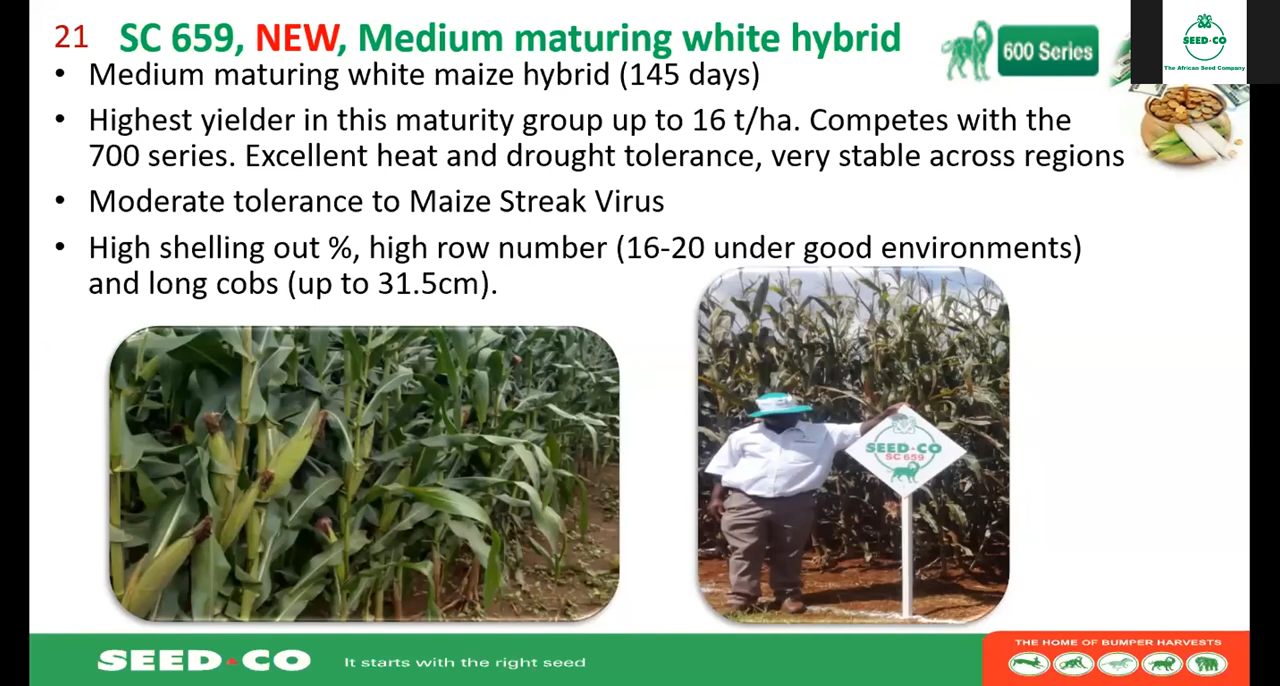 21 SC 659, NEW, Medium maturing white hybrid
600 Series
SEED·CO
The African Seed Company
• Medium maturing white maize hybrid (145 days)
• Highest yielder in this maturity group up to 16 t/ha. Competes with the
700 series. Excellent heat and drought tolerance, very stable across regions
• Moderate tolerance to Maize Streak Virus
• High shelling out %, high row number (16-20 under good environments)
and long cobs (up to 31.5cm).
SEED·CO
SC 659
SEED·CO It starts with the right seed
THE HOME OF BUMPER HARVESTS